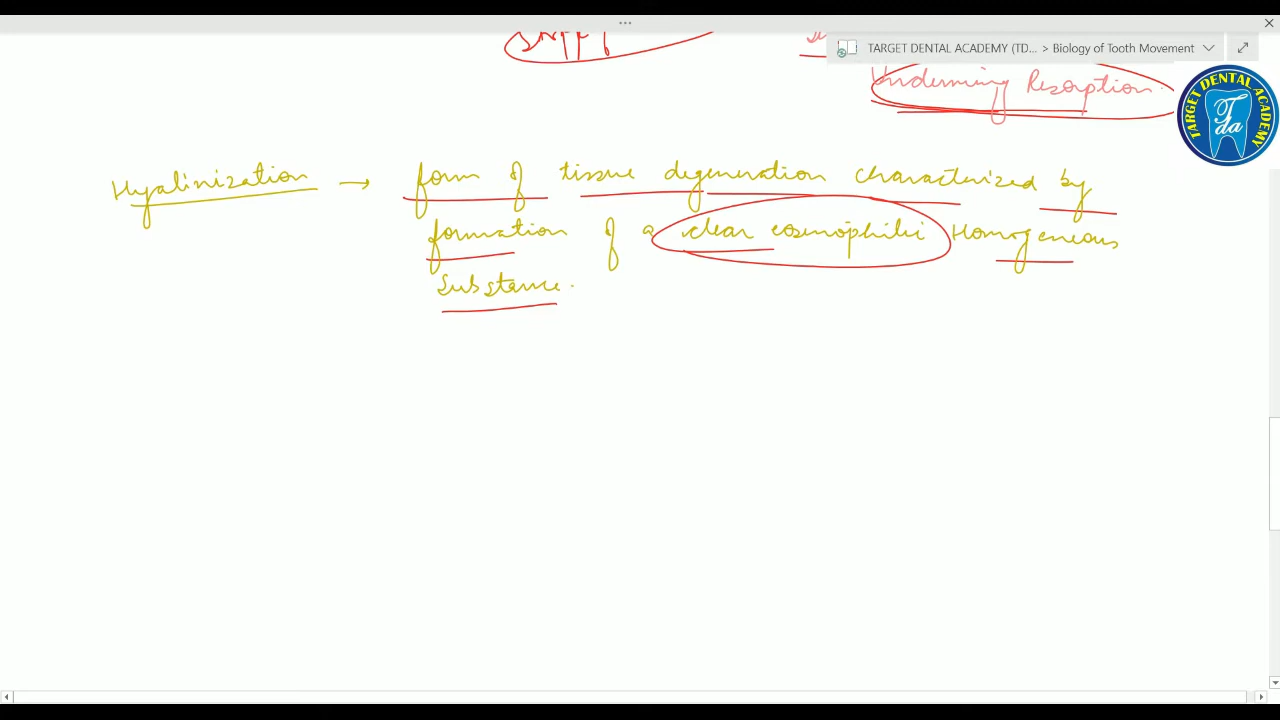 TARGET DENTAL ACADEMY (TD... > Biology of Tooth Movement
Undermining Resorption.
TARGET DENTAL ACADEMY
Tda
Hyalinization → form of tissue degeneration characterized by
formation of a clear eosinophilic Homogeneous
Substance.